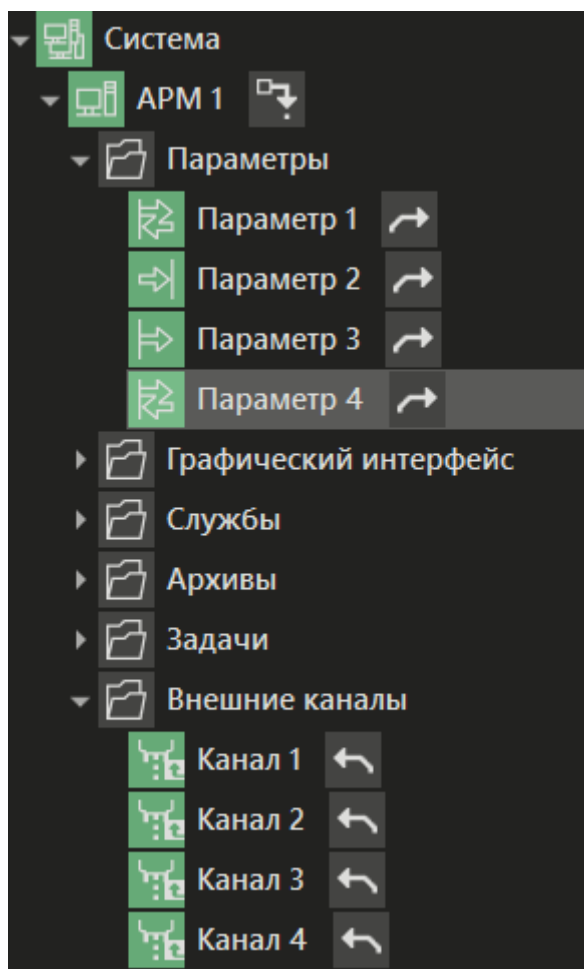 Система
АРМ 1
Параметры
Параметр 1
Параметр 2
Параметр 3
Параметр 4
Графический интерфейс
Службы
Архивы
Задачи
Внешние каналы
Канал 1
Канал 2
Канал 3
Канал 4